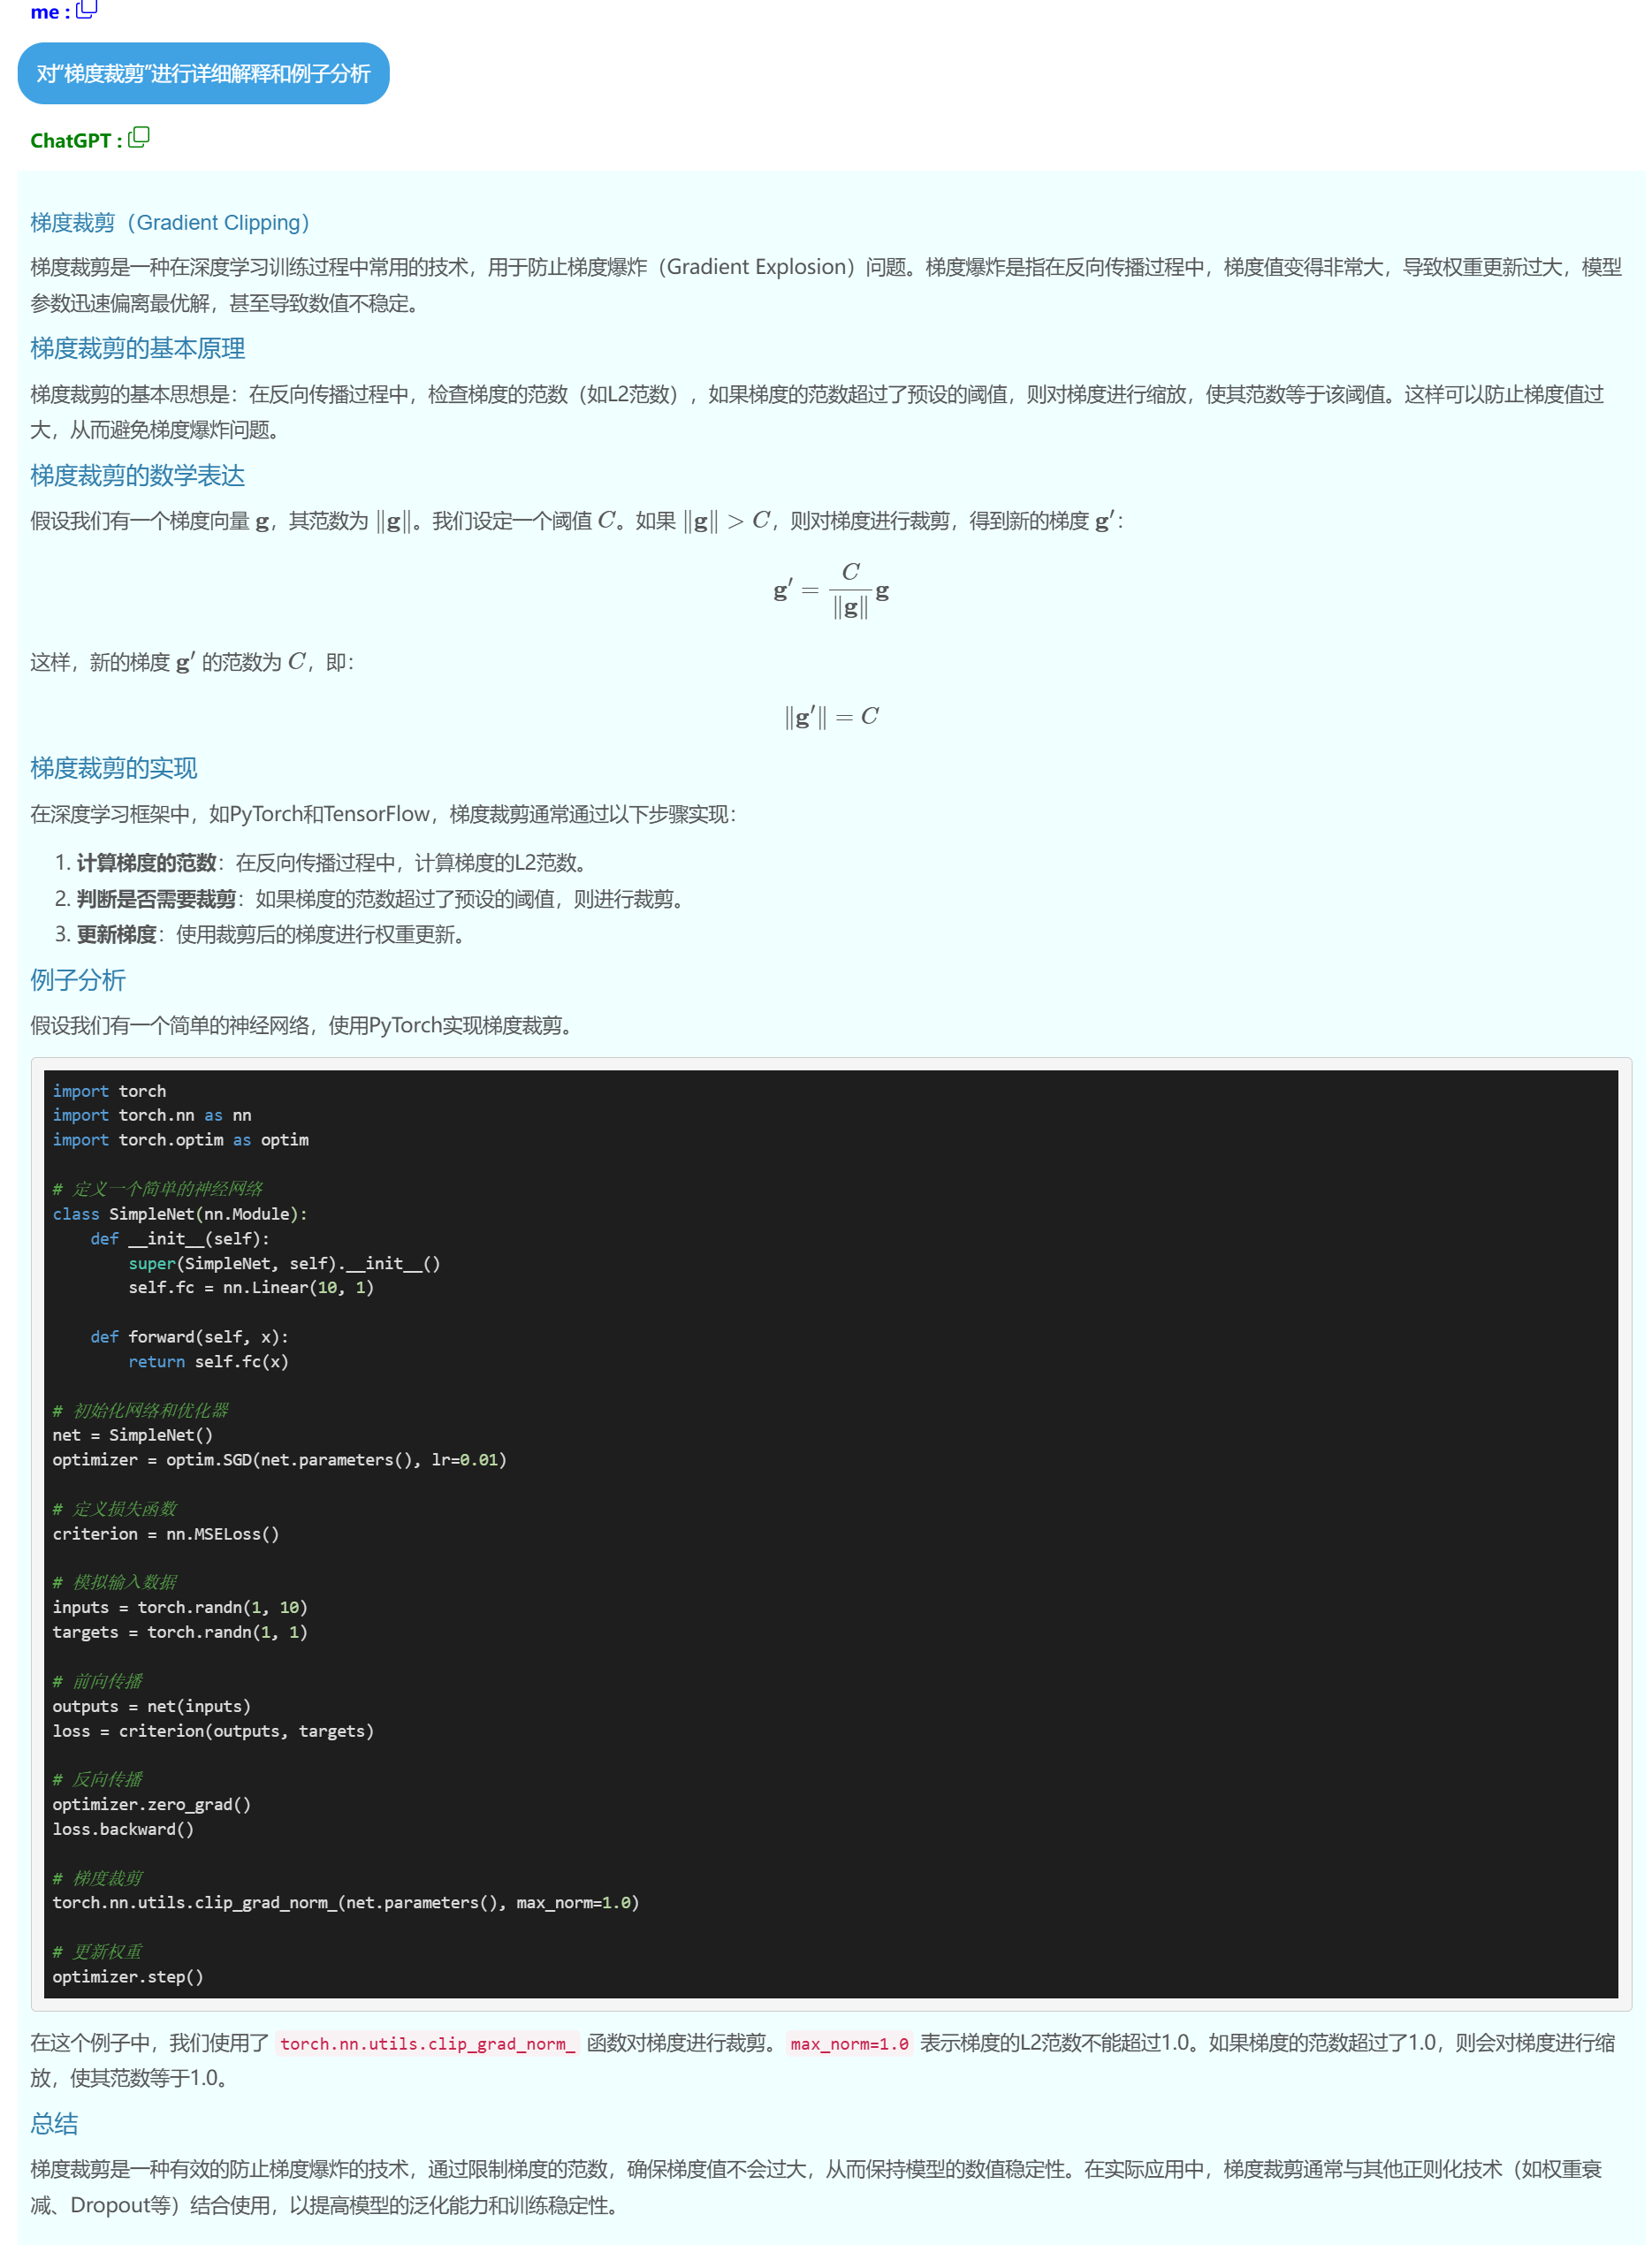 me :
对“梯度裁剪”进行详细解释和例子分析
ChatGPT :
梯度裁剪（Gradient Clipping）
梯度裁剪是一种在深度学习训练过程中常用的技术，用于防止梯度爆炸（Gradient Explosion）问题。梯度爆炸是指在反向传播过程中，梯度值变得非常大，导致权重更新过大，模型
参数迅速偏离最优解，甚至导致数值不稳定。
梯度裁剪的基本原理
梯度裁剪的基本思想是：在反向传播过程中，检查梯度的范数（如L2范数），如果梯度的范数超过了预设的阈值，则对梯度进行缩放，使其范数等于该阈值。这样可以防止梯度值过
大，从而避免梯度爆炸问题。
梯度裁剪的数学表达
假设我们有一个梯度向量 g，其范数为 ‖g‖。我们设定一个阈值 C。如果 ‖g‖ > C，则对梯度进行裁剪，得到新的梯度 g′：
g′ = C/‖g‖ g
这样，新的梯度 g′ 的范数为 C，即：
‖g′‖ = C
梯度裁剪的实现
在深度学习框架中，如PyTorch和TensorFlow，梯度裁剪通常通过以下步骤实现：
1. 计算梯度的范数：在反向传播过程中，计算梯度的L2范数。
2. 判断是否需要裁剪：如果梯度的范数超过了预设的阈值，则进行裁剪。
3. 更新梯度：使用裁剪后的梯度进行权重更新。
例子分析
假设我们有一个简单的神经网络，使用PyTorch实现梯度裁剪。
import torch
import torch.nn as nn
import torch.optim as optim
# 定义一个简单的神经网络
class SimpleNet(nn.Module):
    def __init__(self):
        super(SimpleNet, self).__init__()
        self.fc = nn.Linear(10, 1)
    def forward(self, x):
        return self.fc(x)
# 初始化网络和优化器
net = SimpleNet()
optimizer = optim.SGD(net.parameters(), lr=0.01)
# 定义损失函数
criterion = nn.MSELoss()
# 模拟输入数据
inputs = torch.randn(1, 10)
targets = torch.randn(1, 1)
# 前向传播
outputs = net(inputs)
loss = criterion(outputs, targets)
# 反向传播
optimizer.zero_grad()
loss.backward()
# 梯度裁剪
torch.nn.utils.clip_grad_norm_(net.parameters(), max_norm=1.0)
# 更新权重
optimizer.step()
在这个例子中，我们使用了 torch.nn.utils.clip_grad_norm_ 函数对梯度进行裁剪。max_norm=1.0 表示梯度的L2范数不能超过1.0。如果梯度的范数超过了1.0，则会对梯度进行缩
放，使其范数等于1.0。
总结
梯度裁剪是一种有效的防止梯度爆炸的技术，通过限制梯度的范数，确保梯度值不会过大，从而保持模型的数值稳定性。在实际应用中，梯度裁剪通常与其他正则化技术（如权重衰
减、Dropout等）结合使用，以提高模型的泛化能力和训练稳定性。